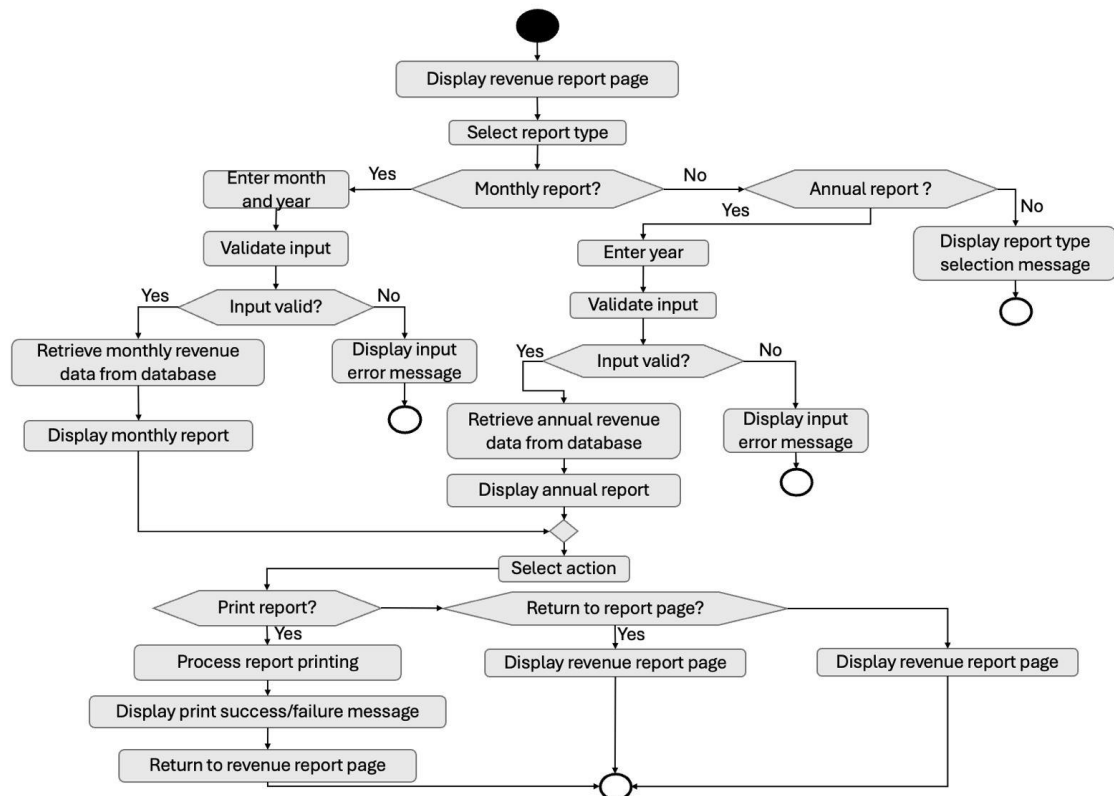 Display revenue report page
Select report type
Yes
No
Enter month
and year
Monthly report?
Annual report ?
Yes
No
Validate input
Enter year
Display report type
selection message
Yes
Input valid?
No
Validate input
Retrieve monthly revenue
data from database
Display input
error message
Yes
Input valid?
No
Display monthly report
Retrieve annual revenue
data from database
Display input
error message
Display annual report
Select action
Print report?
Return to report page?
Yes
Yes
Process report printing
Display revenue report page
Display revenue report page
Display print success/failure message
Return to revenue report page